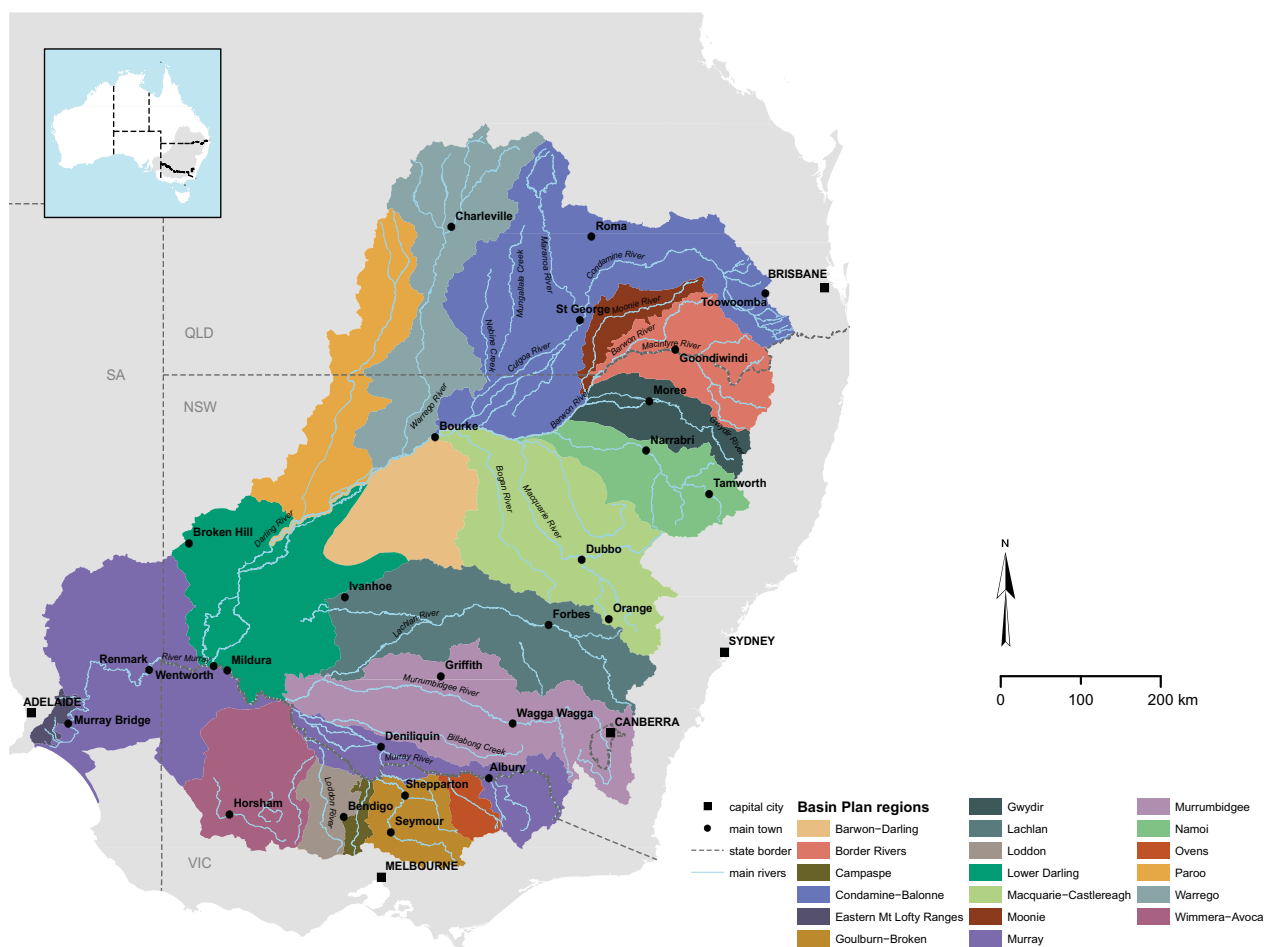 Charleville
Roma
BRISBANE
Toowoomba
St George
Goondiwindi
Condamine River
Maranoa River
Mungallala Creek
Nebine Creek
Culgoa River
Moonie River
Barwon River
Macintyre River
QLD
SA
NSW
Warrego River
Bourke
Barwon River
Moree
Gwydir River
Narrabri
Tamworth
Bogan River
Macquarie River
Broken Hill
Darling River
Dubbo
Ivanhoe
Lachlan River
Forbes
Orange
SYDNEY
Renmark
River Murray
Wentworth
Mildura
Griffith
Murrumbidgee River
ADELAIDE
Murray Bridge
Wagga Wagga
CANBERRA
Deniliquin
Billabong Creek
Murray River
Albury
Shepparton
Loddon River
Horsham
Bendigo
Seymour
VIC
MELBOURNE
N
0 100 200 km
capital city
main town
state border
main rivers
Basin Plan regions
Barwon−Darling
Border Rivers
Campaspe
Condamine−Balonne
Eastern Mt Lofty Ranges
Goulburn−Broken
Gwydir
Lachlan
Loddon
Lower Darling
Macquarie−Castlereagh
Moonie
Murray
Murrumbidgee
Namoi
Ovens
Paroo
Warrego
Wimmera−Avoca